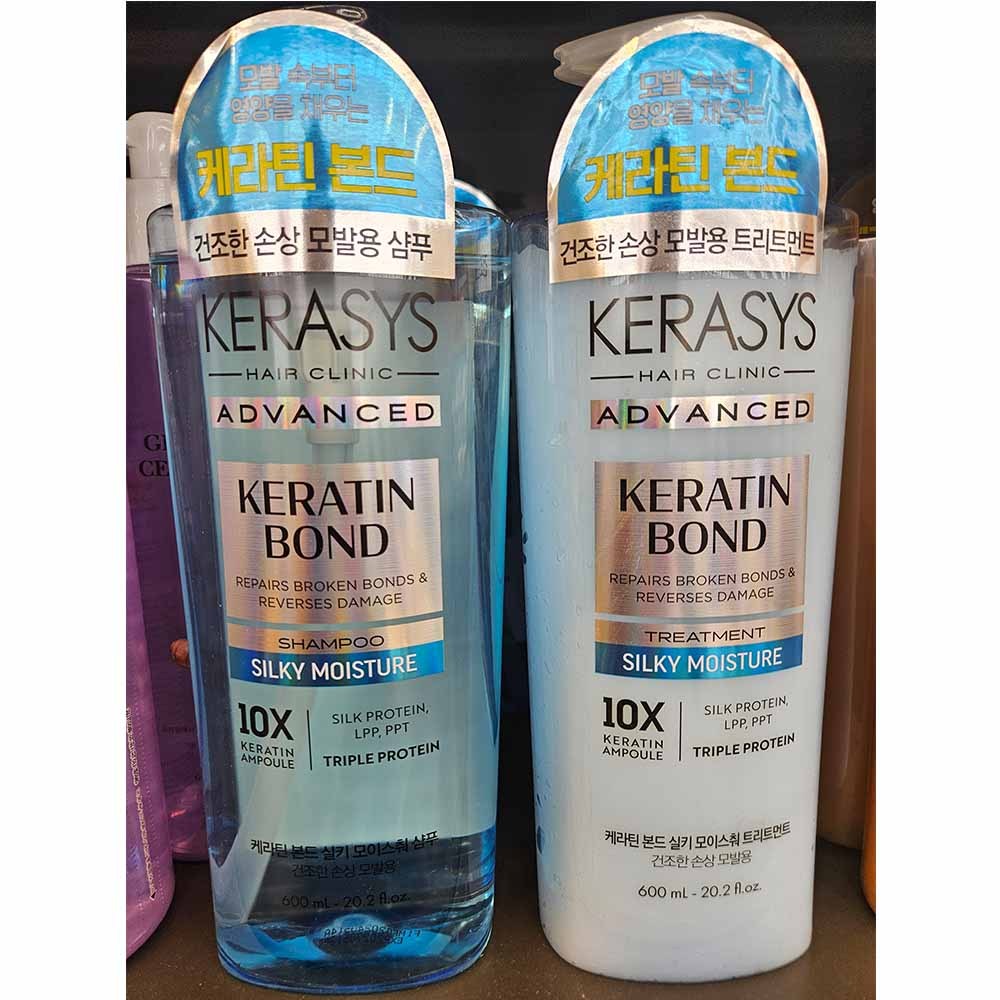 모발 속부터
영양을 채우는
케라틴 본드
건조한 손상 모발용 샴푸
KERASYS
HAIR CLINIC
ADVANCED
KERATIN
BOND
REPAIRS BROKEN BONDS &
REVERSES DAMAGE
SHAMPOO
SILKY MOISTURE
10X
KERATIN
AMPOULE
SILK PROTEIN,
LPP, PPT
TRIPLE PROTEIN
케라틴 본드 실키 모이스춰 샴푸
건조한 손상 모발용
600 mL - 20.2 fl.oz.
모발 속부터
영양을 채우는
케라틴 본드
건조한 손상 모발용 트리트먼트
KERASYS
HAIR CLINIC
ADVANCED
KERATIN
BOND
REPAIRS BROKEN BONDS &
REVERSES DAMAGE
TREATMENT
SILKY MOISTURE
10X
KERATIN
AMPOULE
SILK PROTEIN,
LPP, PPT
TRIPLE PROTEIN
케라틴 본드 실키 모이스춰 트리트먼트
건조한 손상 모발용
600 mL - 20.2 fl.oz.